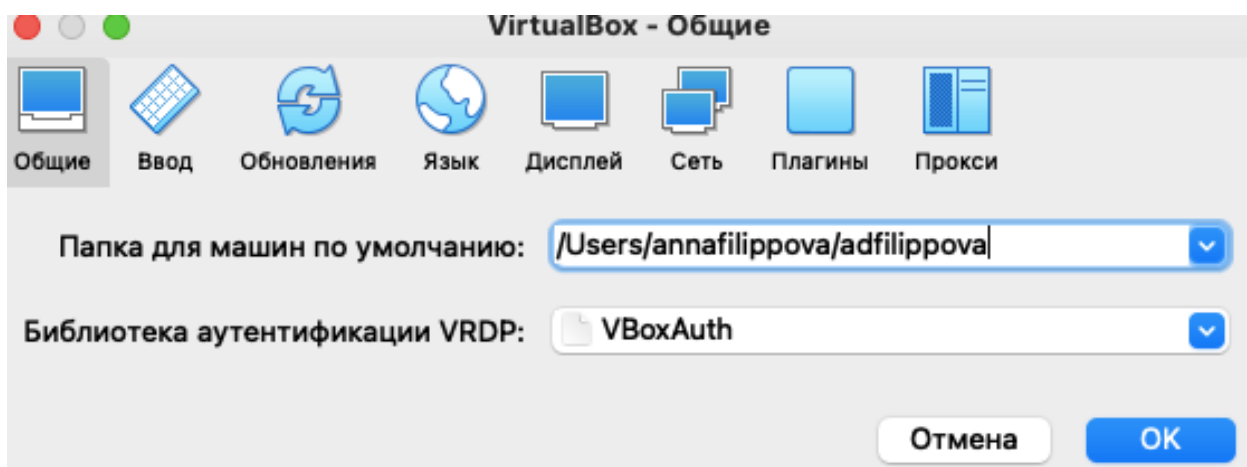 VirtualBox - Общие
Общие Ввод Обновления Язык Дисплей Сеть Плагины Прокси
Папка для машин по умолчанию: /Users/annafilippova/adfilippova
Библиотека аутентификации VRDP: VBoxAuth
Отмена OK